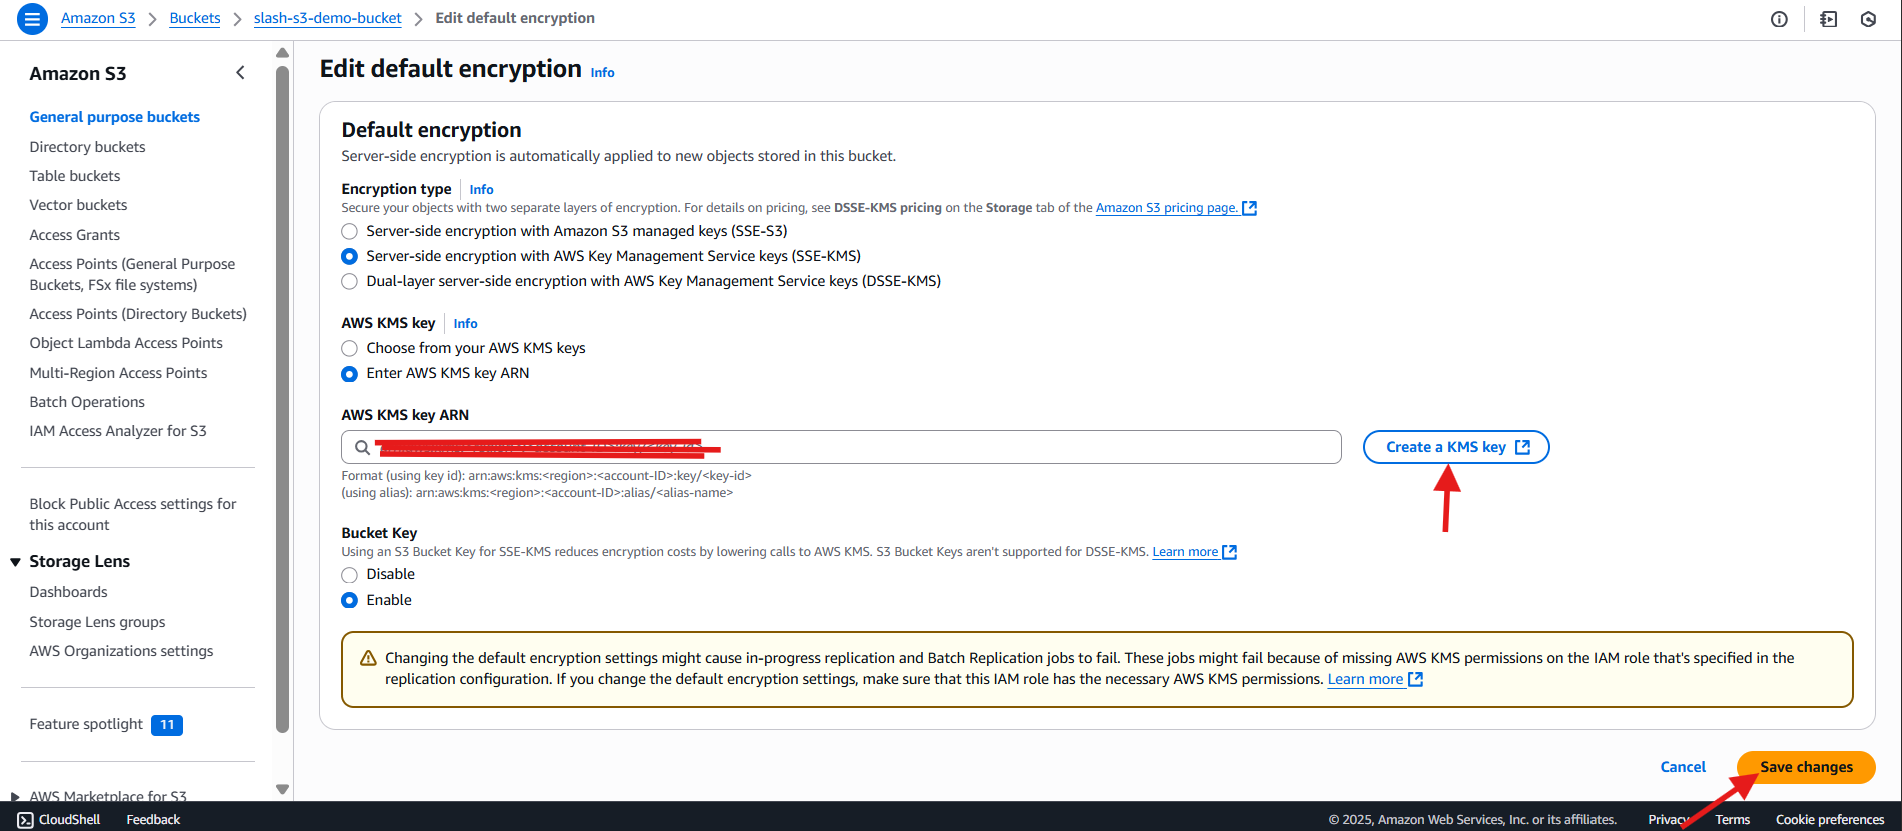 Amazon S3 > Buckets > slash-s3-demo-bucket > Edit default encryption
Amazon S3
General purpose buckets
Directory buckets
Table buckets
Vector buckets
Access Grants
Access Points (General Purpose
Buckets, FSx file systems)
Access Points (Directory Buckets)
Object Lambda Access Points
Multi-Region Access Points
Batch Operations
IAM Access Analyzer for S3
Block Public Access settings for
this account
Storage Lens
Dashboards
Storage Lens groups
AWS Organizations settings
Feature spotlight 11
AWS Marketplace for S3
Edit default encryption Info
Default encryption
Server-side encryption is automatically applied to new objects stored in this bucket.
Encryption type Info
Secure your objects with two separate layers of encryption. For details on pricing, see DSSE-KMS pricing on the Storage tab of the Amazon S3 pricing page.
Server-side encryption with Amazon S3 managed keys (SSE-S3)
Server-side encryption with AWS Key Management Service keys (SSE-KMS)
Dual-layer server-side encryption with AWS Key Management Service keys (DSSE-KMS)
AWS KMS key Info
Choose from your AWS KMS keys
Enter AWS KMS key ARN
AWS KMS key ARN
Create a KMS key
Format (using key id): arn:aws:kms:<region>:<account-ID>:key/<key-id>
(using alias): arn:aws:kms:<region>:<account-ID>:alias/<alias-name>
Bucket Key
Using an S3 Bucket Key for SSE-KMS reduces encryption costs by lowering calls to AWS KMS. S3 Bucket Keys aren't supported for DSSE-KMS. Learn more
Disable
Enable
Changing the default encryption settings might cause in-progress replication and Batch Replication jobs to fail. These jobs might fail because of missing AWS KMS permissions on the IAM role that's specified in the
replication configuration. If you change the default encryption settings, make sure that this IAM role has the necessary AWS KMS permissions. Learn more
Cancel Save changes
CloudShell Feedback © 2025, Amazon Web Services, Inc. or its affiliates. Privacy Terms Cookie preferences